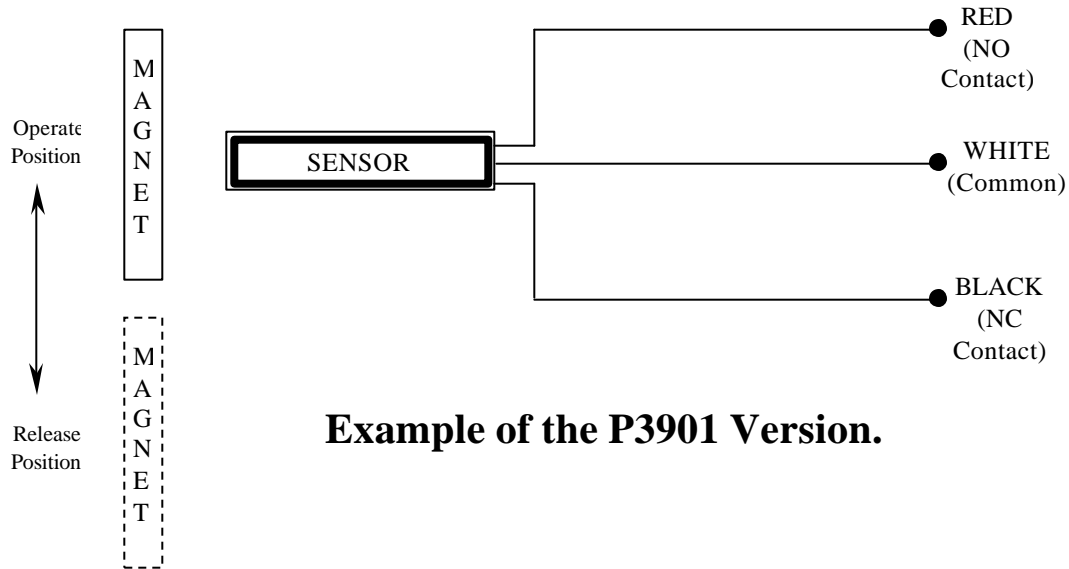 RED
(NO
Contact)
M
A
G
N
E
T
Operate
Position
SENSOR
WHITE
(Common)
BLACK
(NC
Contact)
M
A
G
N
E
T
Release
Position
Example of the P3901 Version.